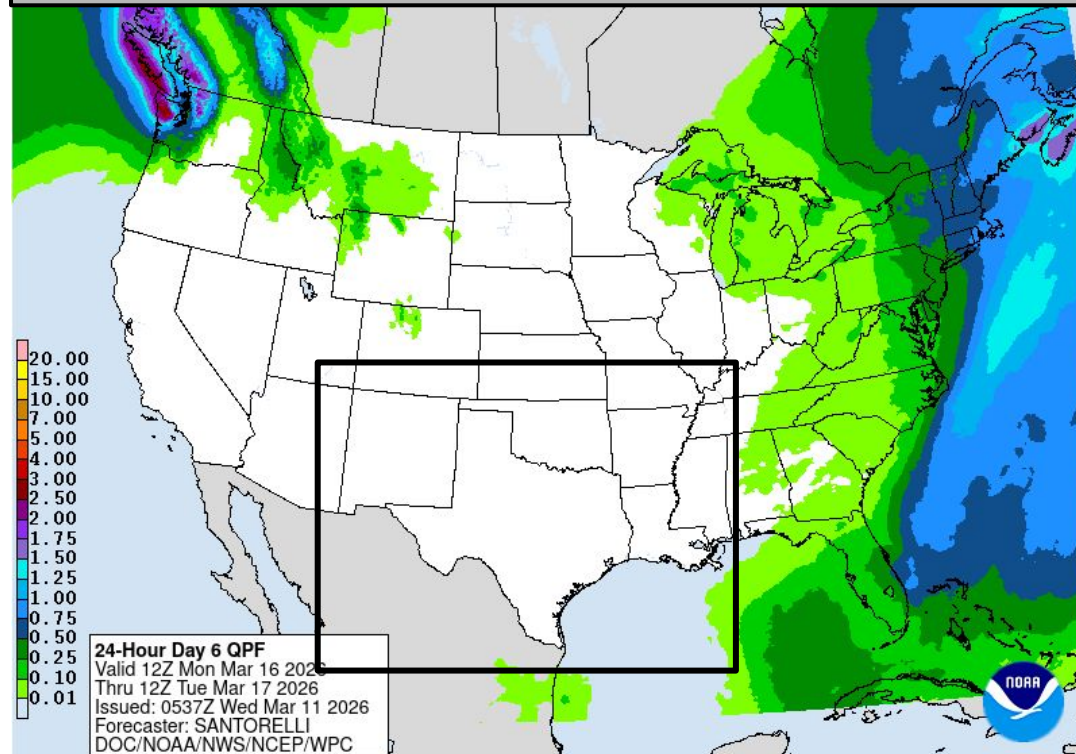 20.00
15.00
10.00
7.00
5.00
4.00
3.00
2.50
2.00
1.75
1.50
1.25
1.00
0.75
0.50
0.25
0.10
0.01
24-Hour Day 6 QPF
Valid 12Z Mon Mar 16 2026
Thru 12Z Tue Mar 17 2026
Issued: 0537Z Wed Mar 11 2026
Forecaster: SANTORELLI
DOC/NOAA/NWS/NCEP/WPC
NOAA